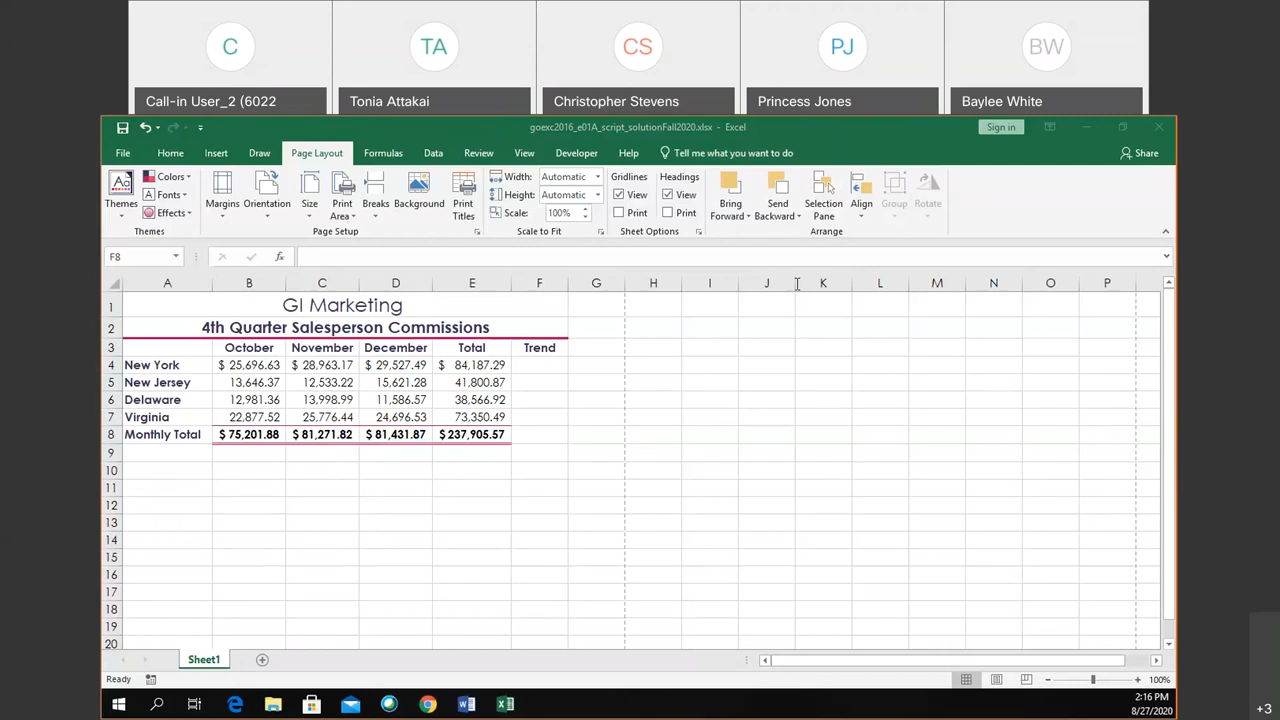 C TA CS PJ BW
Call-in User_2 (6022 Tonia Attakai Christopher Stevens Princess Jones Baylee White
goexc2016_e01A_script_solutionFall2020.xlsx - Excel Sign in
File Home Insert Draw Page Layout Formulas Data Review View Developer Help Tell me what you want to do Share
Themes Colors Fonts Effects Margins Orientation Size Print Area Breaks Background Print Titles Width: Automatic Height: Automatic Scale: 100% Gridlines View Print Headings View Print Bring Forward Send Backward Selection Pane Align Group Rotate
Themes Page Setup Scale to Fit Sheet Options Arrange
F8 fx
A B C D E F G H I J K L M N O P
1 GI Marketing
2 4th Quarter Salesperson Commissions
3 October November December Total Trend
4 New York $ 25,696.63 $ 28,963.17 $ 29,527.49 $ 84,187.29
5 New Jersey 13,646.37 12,533.22 15,621.28 41,800.87
6 Delaware 12,981.36 13,998.99 11,586.57 38,566.92
7 Virginia 22,877.52 25,776.44 24,696.53 73,350.49
8 Monthly Total $ 75,201.88 $ 81,271.82 $ 81,431.87 $ 237,905.57
9
10
11
12
13
14
15
16
17
18
19
20
Sheet1
Ready 100%
2:16 PM
8/27/2020
+3